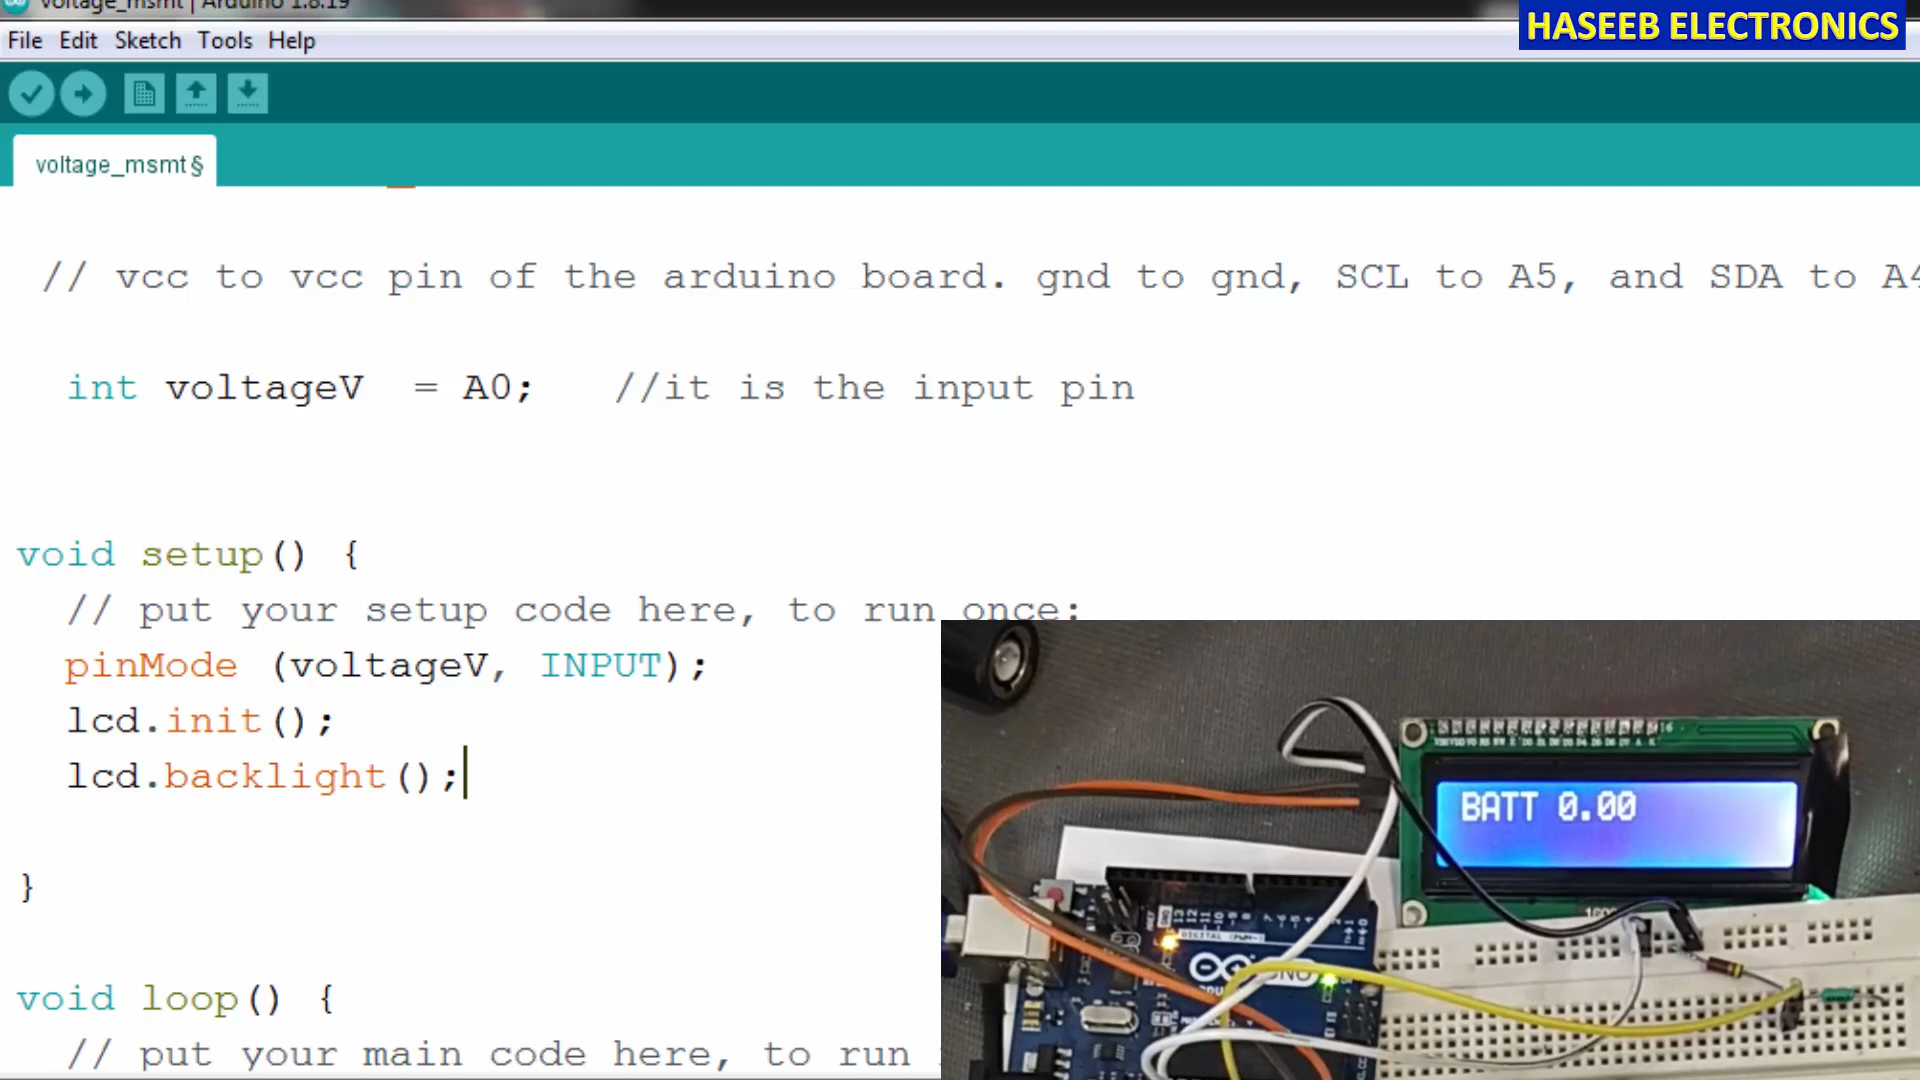 voltage_msmt | Arduino 1.8.19
HASEEB ELECTRONICS
File Edit Sketch Tools Help
voltage_msmt§
// vcc to vcc pin of the arduino board. gnd to gnd, SCL to A5, and SDA to A4
int voltageV = A0; //it is the input pin
void setup() {
// put your setup code here, to run once:
pinMode (voltageV, INPUT);
lcd.init();
lcd.backlight();
}
void loop() {
// put your main code here, to run
BATT 0.00
16
DIGITAL (PWM~)
UNO